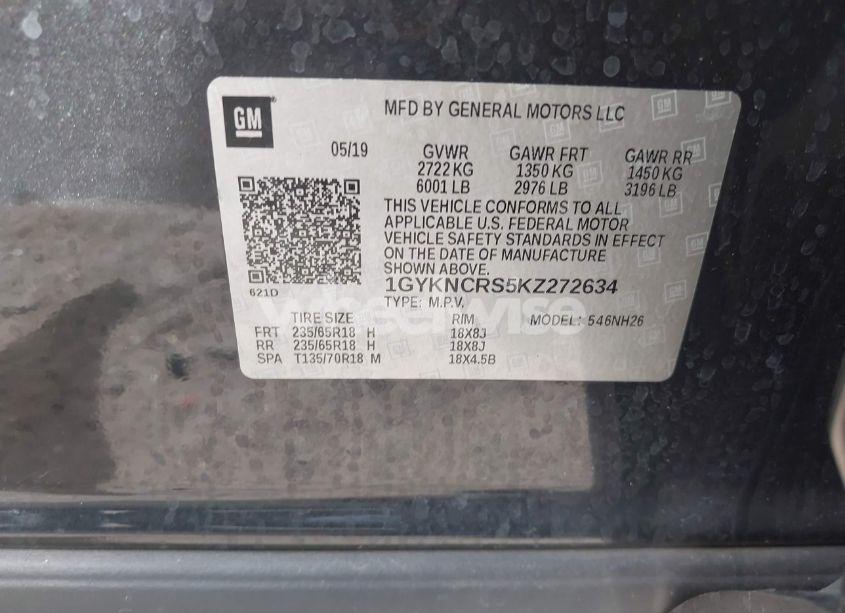 GM
MFD BY GENERAL MOTORS LLC
05/19 GVWR GAWR FRT GAWR RR
2722 KG 1350 KG 1450 KG
6001 LB 2976 LB 3196 LB
THIS VEHICLE CONFORMS TO ALL
APPLICABLE U.S. FEDERAL MOTOR
VEHICLE SAFETY STANDARDS IN EFFECT
ON THE DATE OF MANUFACTURE
SHOWN ABOVE.
621D
1GYKNCRS5KZ272634
TYPE: M.P.V.
wheelwise
TIRE SIZE RIM MODEL: 546NH26
FRT 235/65R18 H 18X8J
RR 235/65R18 H 18X8J
SPA T135/70R18 M 18X4.5B